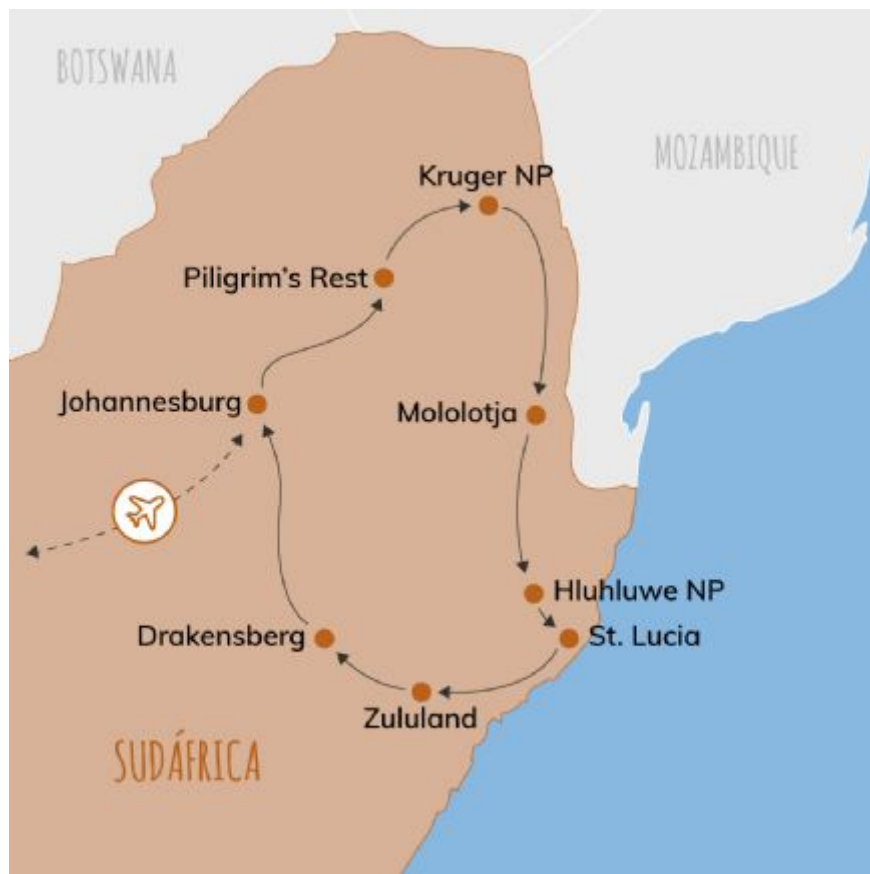 BOTSWANA
MOZAMBIQUE
Kruger NP
Piligrim's Rest
Johannesburg
Mololotja
Hluhluwe NP
St. Lucia
Drakensberg
Zululand
SUDÁFRICA